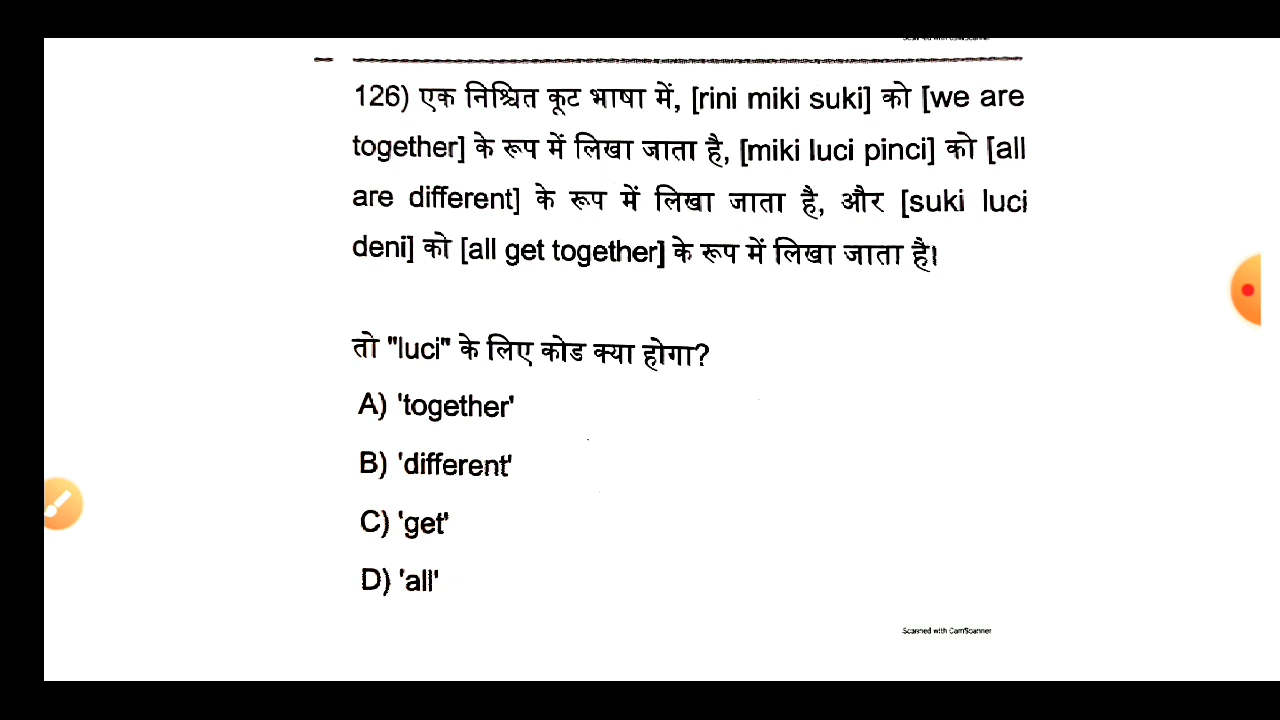 126) एक निश्चित कूट भाषा में, [rini miki suki] को [we are
together] के रूप में लिखा जाता है, [miki luci pinci] को [all
are different] के रूप में लिखा जाता है, और [suki luci
deni] को [all get together] के रूप में लिखा जाता है।
तो "luci" के लिए कोड क्या होगा?
A) 'together'
B) 'different'
C) 'get'
D) 'all'
Scanned with CamScanner